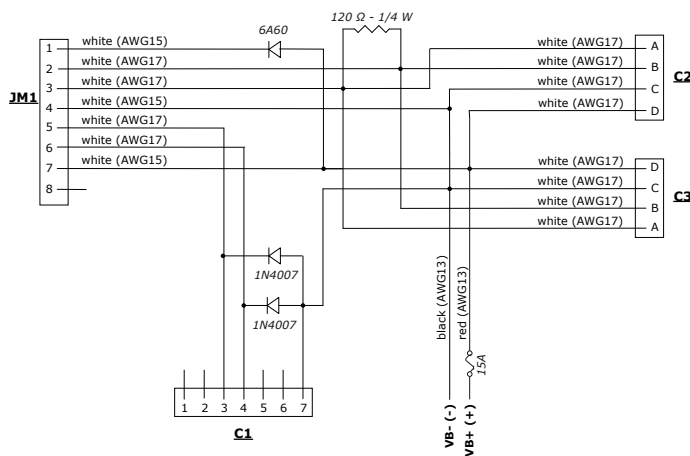 120 Ω - 1/4 W
6A60
JM1
1 white (AWG15)
2 white (AWG17)
3 white (AWG17)
4 white (AWG15)
5 white (AWG17)
6 white (AWG17)
7 white (AWG15)
8
white (AWG17) A
white (AWG17) B
white (AWG17) C
white (AWG17) D
C2
white (AWG17) D
white (AWG17) C
white (AWG17) B
white (AWG17) A
C3
1N4007
1N4007
black (AWG13)
red (AWG13)
15A
VB- (-)
VB+ (+)
1 2 3 4 5 6 7
C1